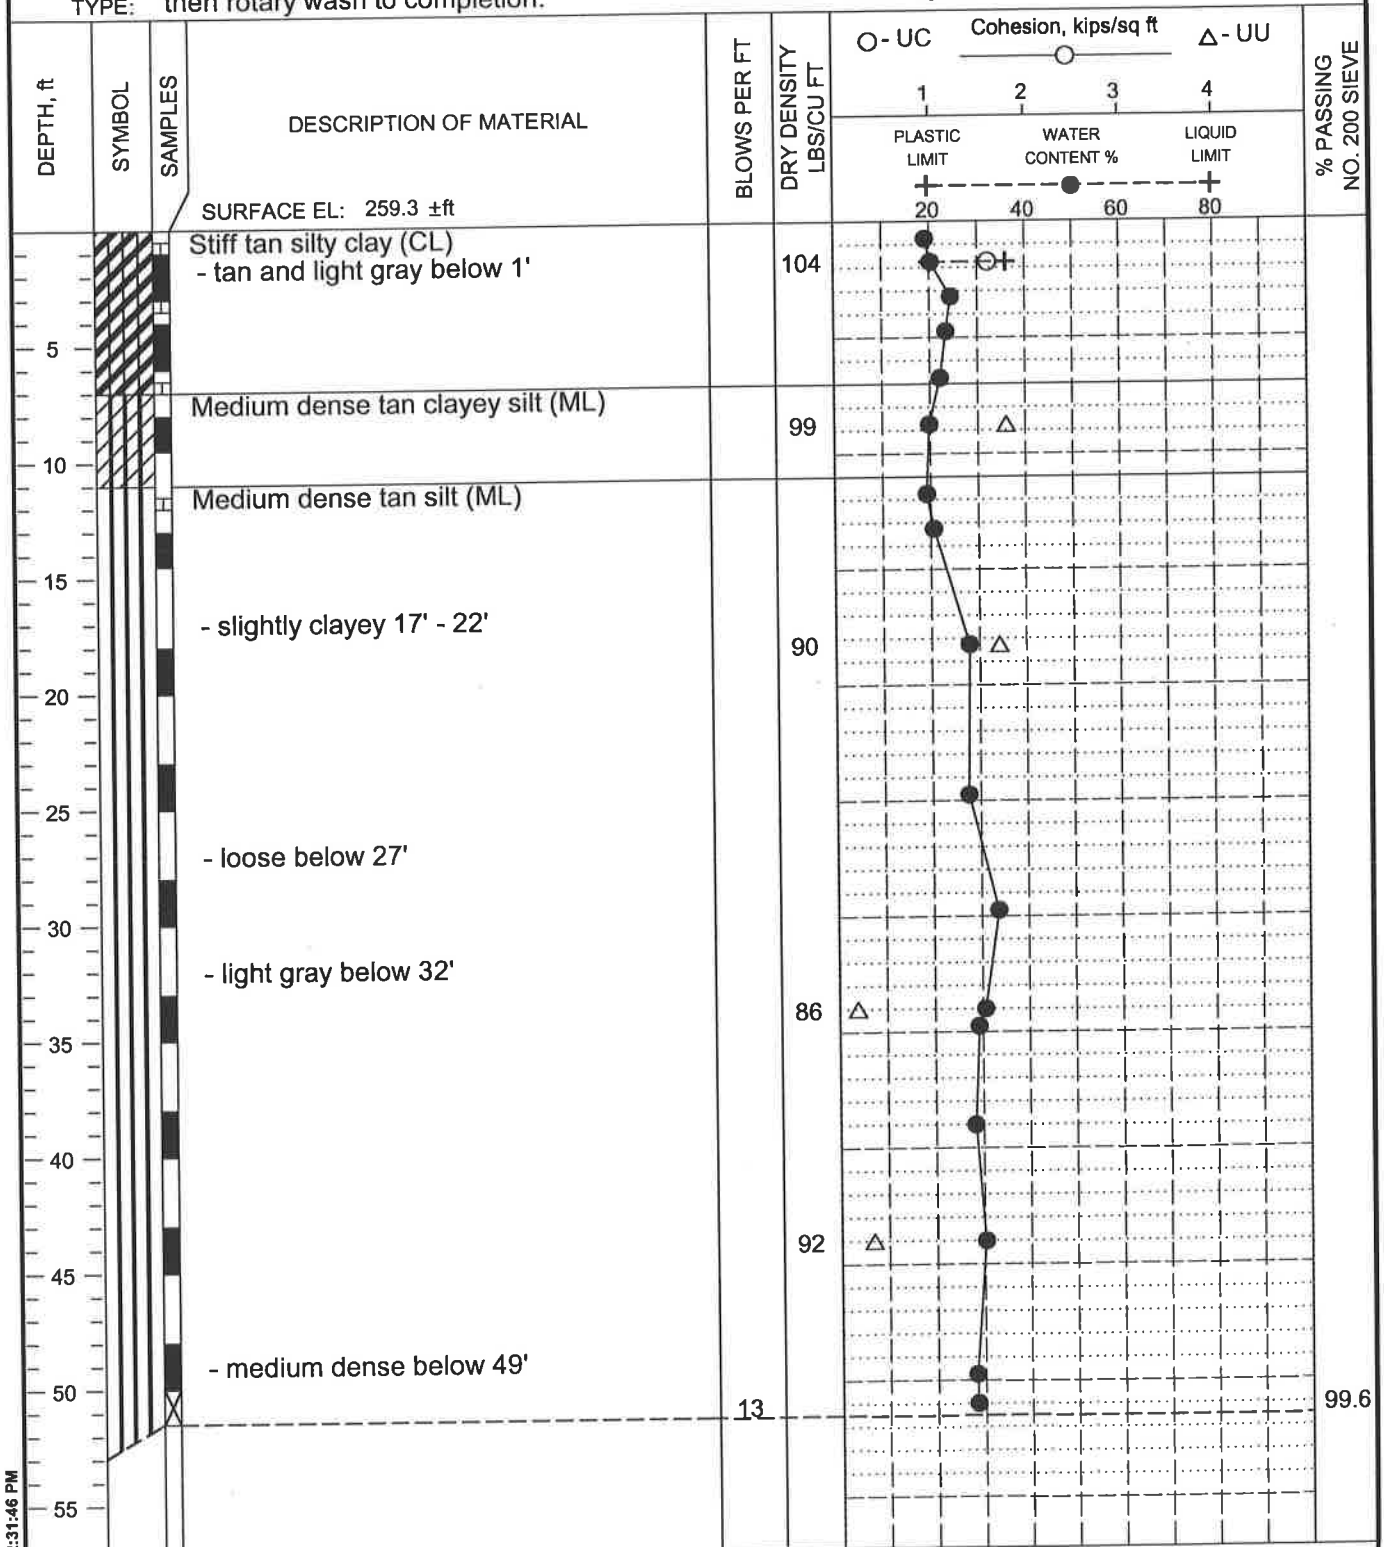 TYPE: then rotary wash to completion.
DEPTH, ft
SYMBOL
SAMPLES
DESCRIPTION OF MATERIAL
SURFACE EL: 259.3 ±ft
BLOWS PER FT
DRY DENSITY
LBS/CU FT
O - UC Cohesion, kips/sq ft △ - UU
1 2 3 4
PLASTIC LIMIT
WATER CONTENT %
LIQUID LIMIT
20 40 60 80
% PASSING
NO. 200 SIEVE
Stiff tan silty clay (CL)
- tan and light gray below 1'
104
5
Medium dense tan clayey silt (ML)
99
10
Medium dense tan silt (ML)
15
- slightly clayey 17' - 22'
90
20
25
- loose below 27'
30
- light gray below 32'
86
35
40
92
45
- medium dense below 49'
50
13
99.6
55
:31:46 PM